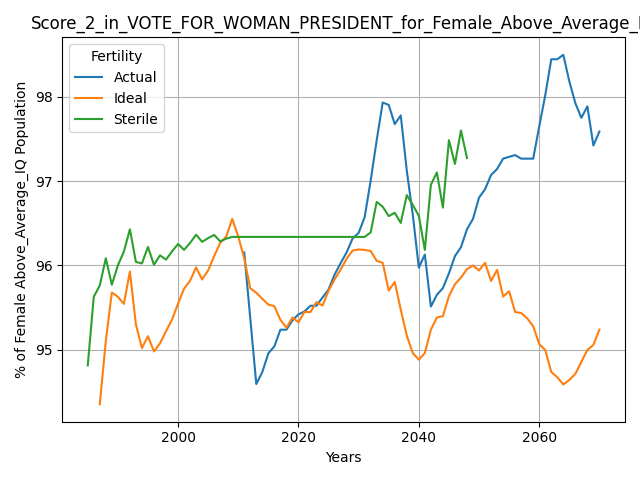 Score_2_in_VOTE_FOR_WOMAN_PRESIDENT_for_Female_Above_Average_I
Fertility
Actual
Ideal
Sterile
% of Female Above_Average_IQ Population
98
97
96
95
2000 2020 2040 2060
Years